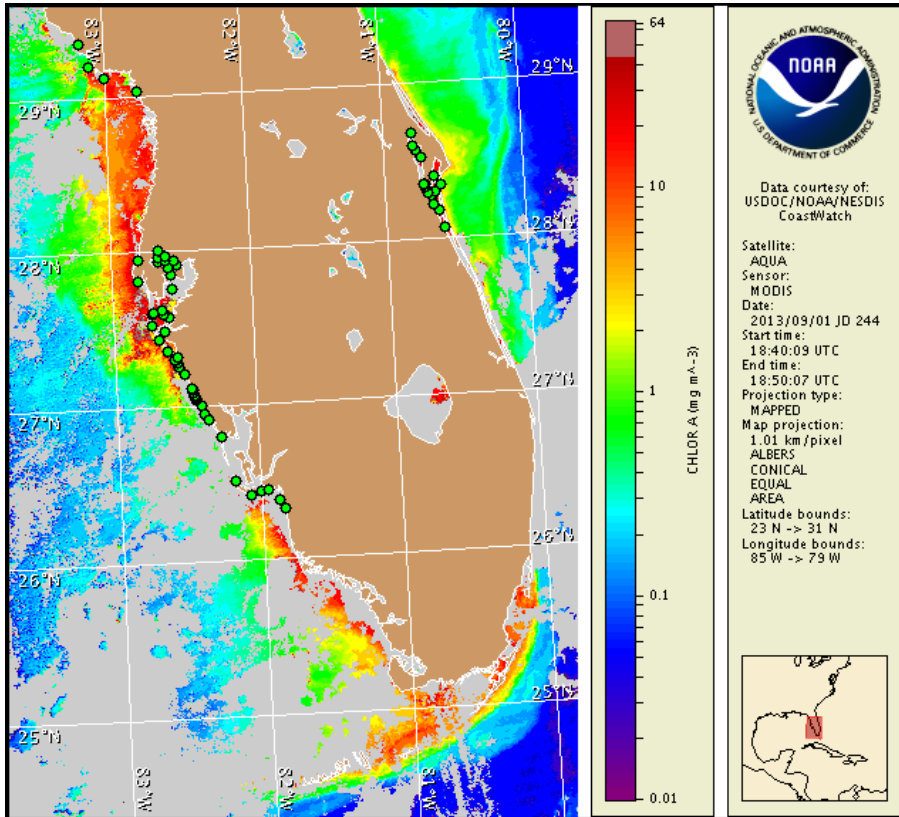 83°W
82°W
81°W
80°W
29°N
29°N
28°N
28°N
27°N
27°N
26°N
26°N
25°N
25°N
83°W
82°W
81°W
64
10
1
0.1
0.01
CHLOR A (mg m^-3)
NATIONAL OCEANIC AND ATMOSPHERIC ADMINISTRATION
NOAA
U.S. DEPARTMENT OF COMMERCE
Data courtesy of:
USDOC/NOAA/NESDIS
CoastWatch
Satellite:
AQUA
Sensor:
MODIS
Date:
2013/09/01 JD 244
Start time:
18:40:09 UTC
End time:
18:50:07 UTC
Projection type:
MAPPED
Map projection:
1.01 km/pixel
ALBERS
CONICAL
EQUAL
AREA
Latitude bounds:
23 N -> 31 N
Longitude bounds:
85 W -> 79 W